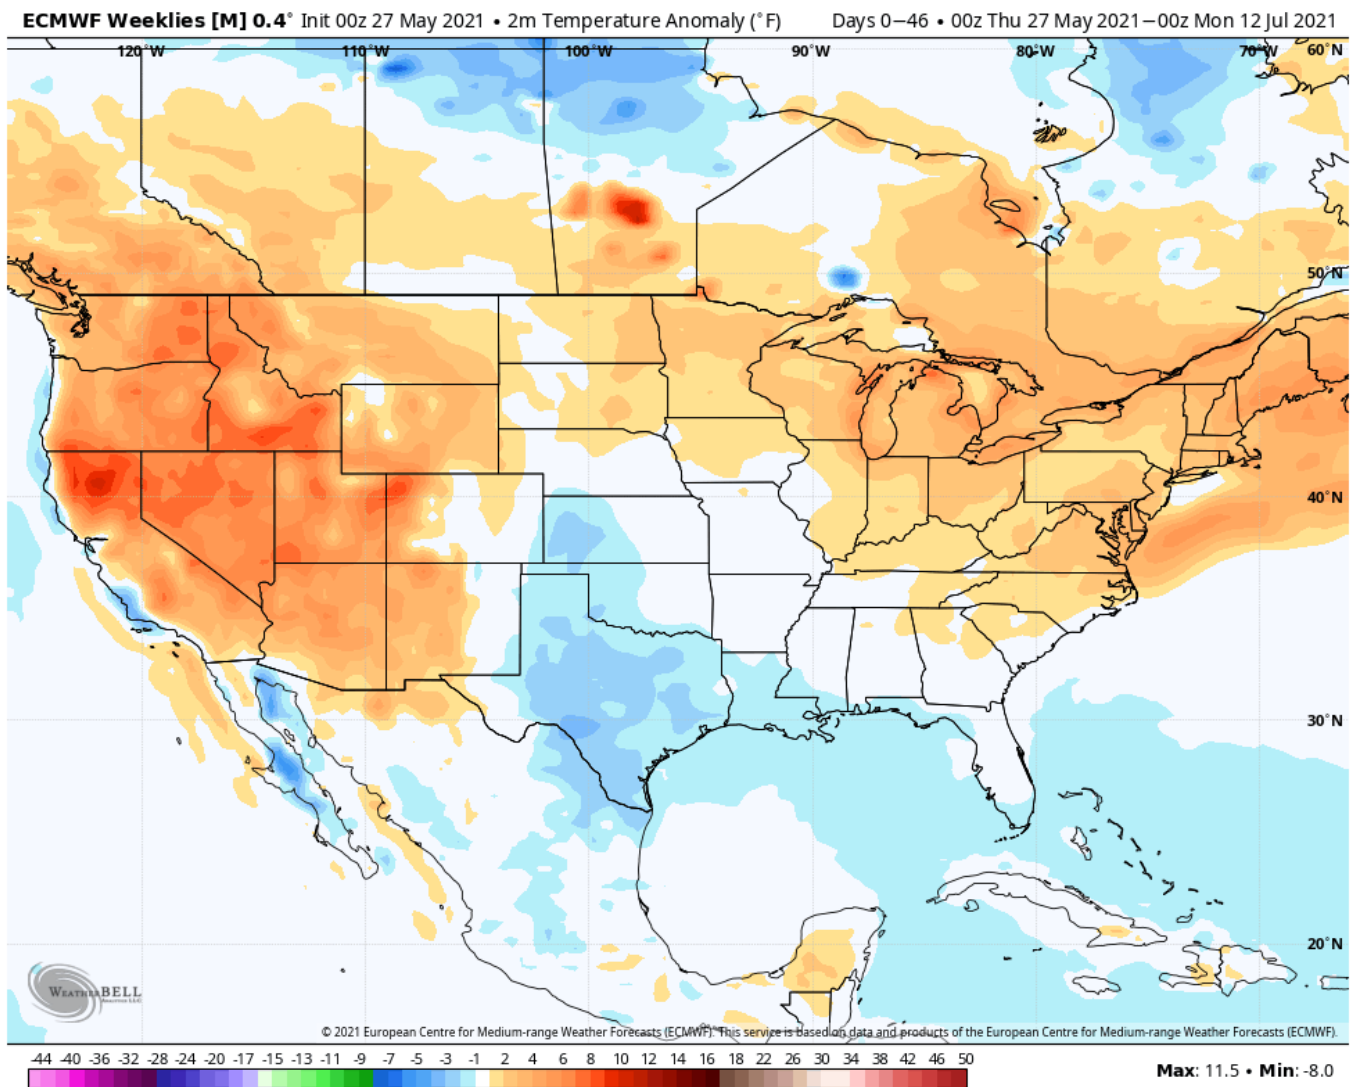 ECMWF Weeklies [M] 0.4° Init 00z 27 May 2021 • 2m Temperature Anomaly (°F) Days 0−46 • 00z Thu 27 May 2021−00z Mon 12 Jul 2021
120°W 110°W 100°W 90°W 80°W 70°W 60°N
50°N
40°N
30°N
20°N
WEATHERBELL
© 2021 European Centre for Medium-range Weather Forecasts (ECMWF). This service is based on data and products of the European Centre for Medium-range Weather Forecasts (ECMWF).
-44 -40 -36 -32 -28 -24 -20 -17 -15 -13 -11 -9 -7 -5 -3 -1 2 4 6 8 10 12 14 16 18 22 26 30 34 38 42 46 50
Max: 11.5 • Min: -8.0